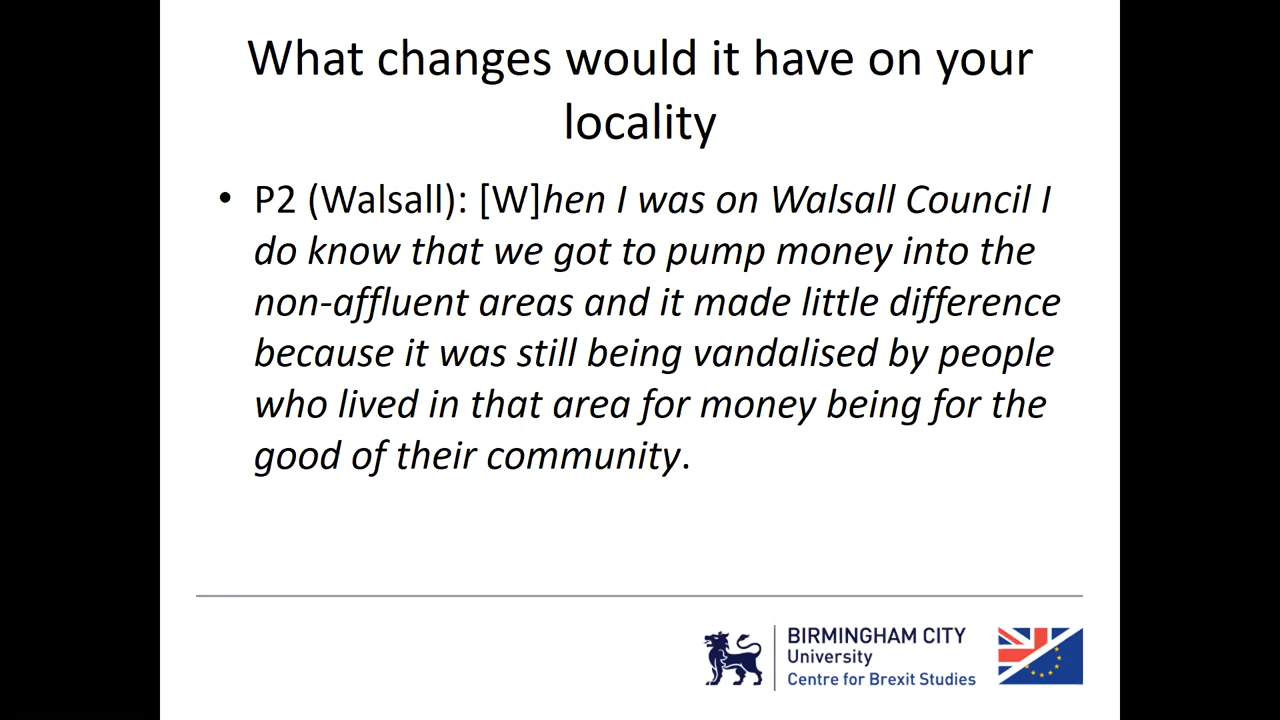 What changes would it have on your
locality
• P2 (Walsall): [W]hen I was on Walsall Council I
do know that we got to pump money into the
non-affluent areas and it made little difference
because it was still being vandalised by people
who lived in that area for money being for the
good of their community.
BIRMINGHAM CITY
University
Centre for Brexit Studies